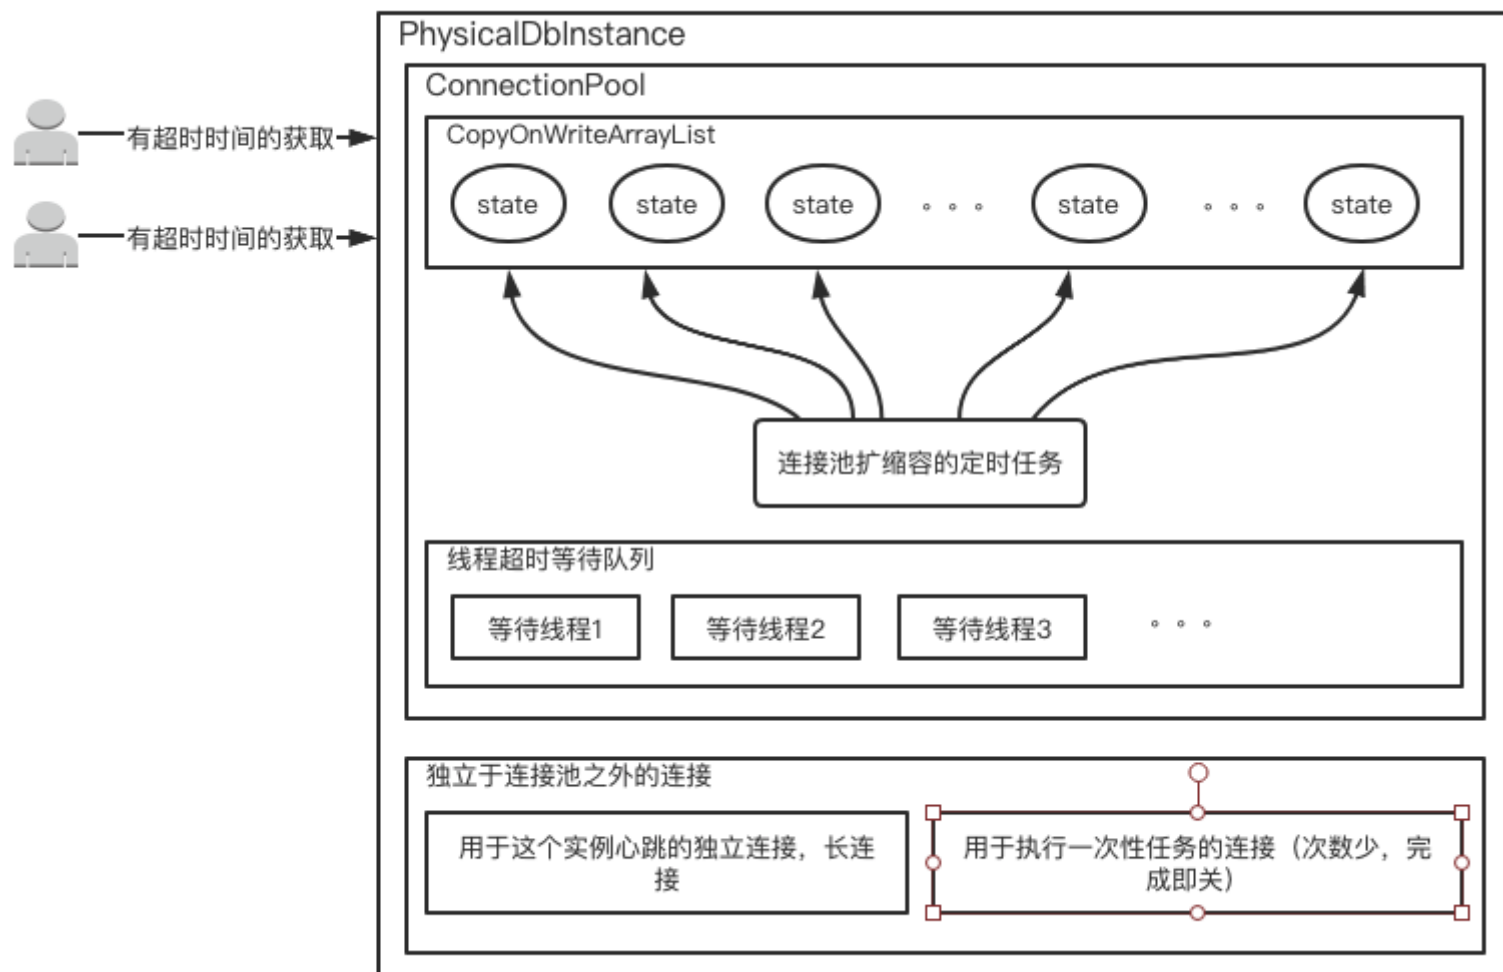 PhysicalDbInstance
ConnectionPool
CopyOnWriteArrayList
有超时时间的获取
state
state
state
。。。
state
。。。
state
有超时时间的获取
连接池扩缩容的定时任务
线程超时等待队列
等待线程1
等待线程2
等待线程3
。。。
独立于连接池之外的连接
用于这个实例心跳的独立连接，长连
接
用于执行一次性任务的连接（次数少，完
成即关）